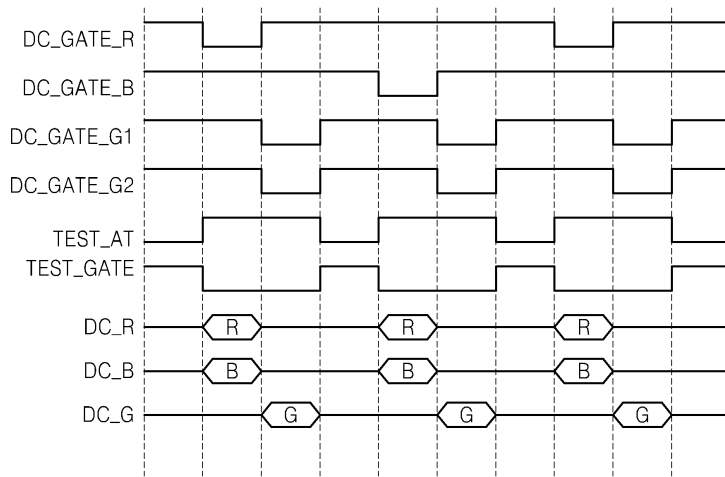 DC_GATE_R
DC_GATE_B
DC_GATE_G1
DC_GATE_G2
TEST_AT
TEST_GATE
DC_R R R R
DC_B B B B
DC_G G G G